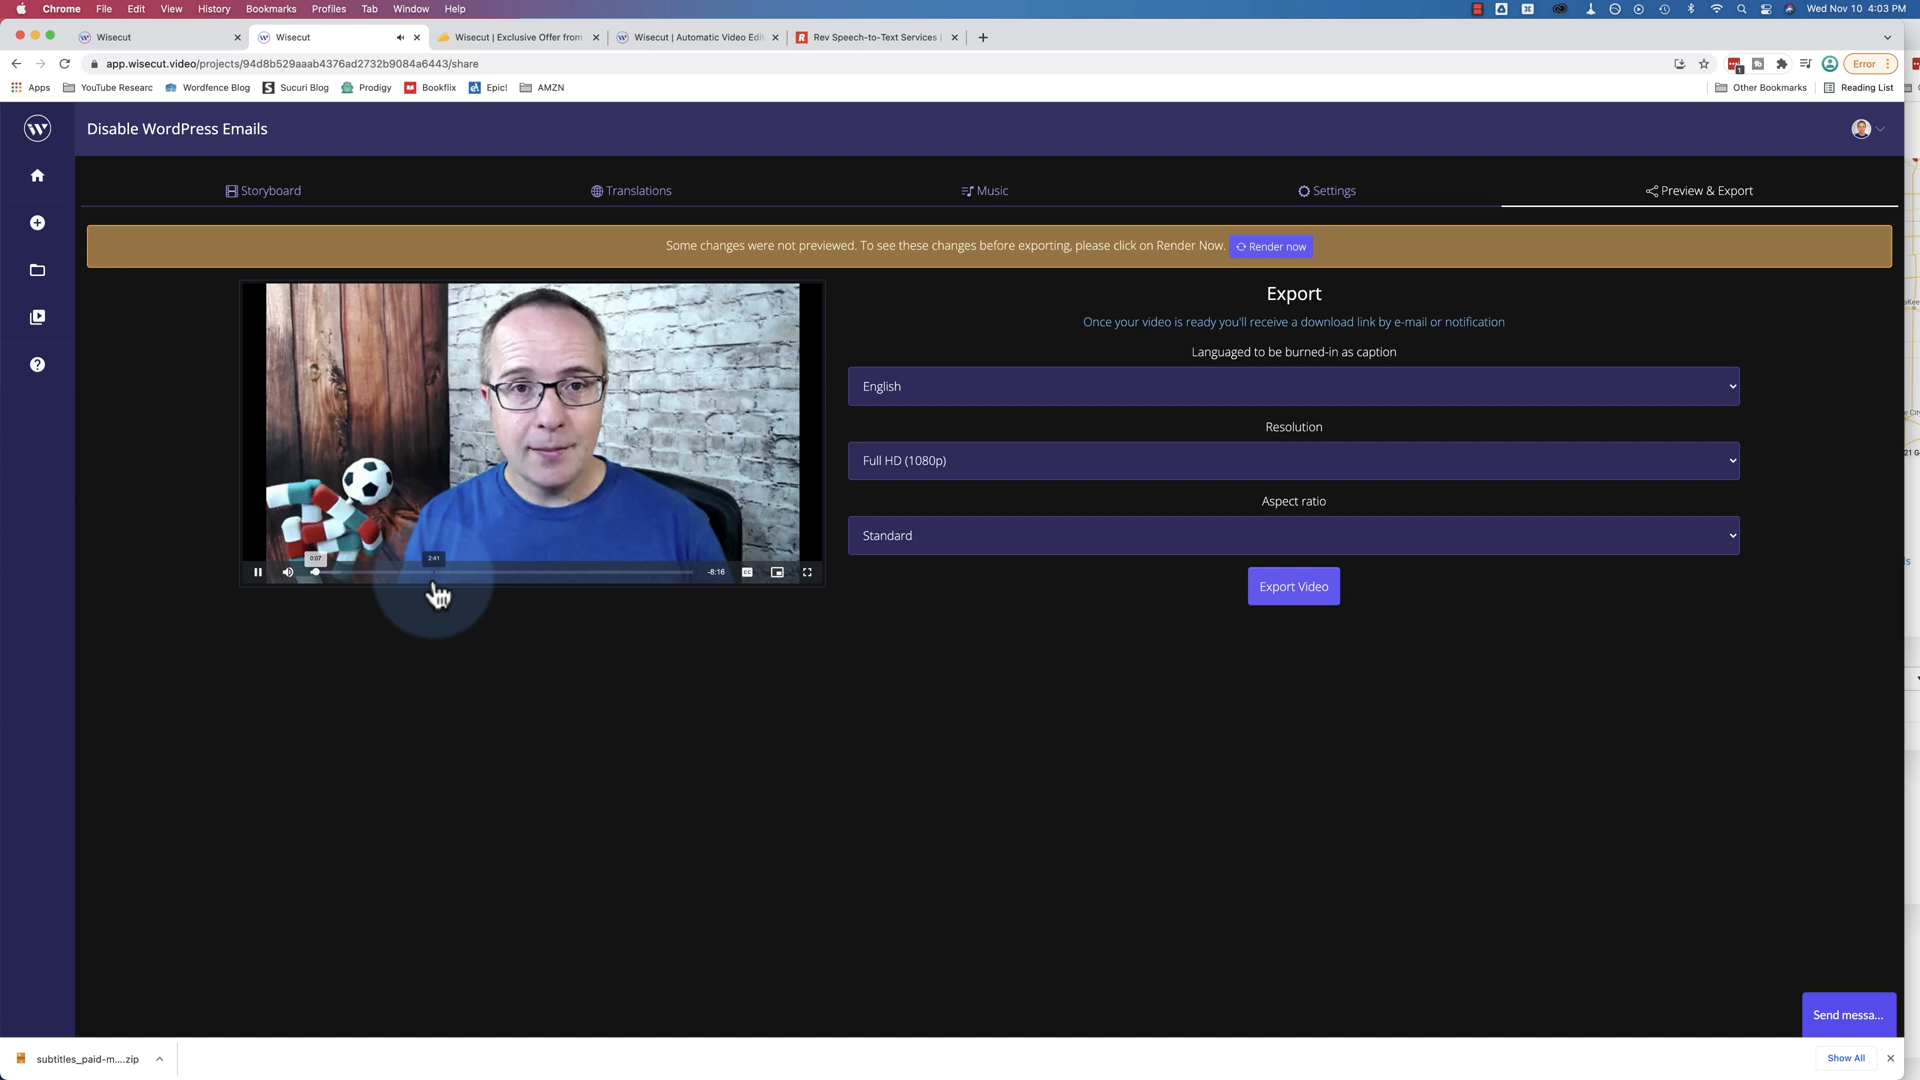 Chrome File Edit View History Bookmarks Profiles Tab Window Help Wed Nov 10 4:03 PM
Wisecut Wisecut Wisecut | Exclusive Offer from Wisecut | Automatic Video Edit Rev Speech-to-Text Services |
app.wisecut.video/projects/94d8b529aaab4376ad2732b9084a6443/share 1 Error
Apps YouTube Researc Wordfence Blog Sucuri Blog Prodigy Bookflix Epic! AMZN Other Bookmarks Reading List
Disable WordPress Emails
Storyboard Translations Music Settings Preview & Export
Some changes were not previewed. To see these changes before exporting, please click on Render Now. Render now
Export
Once your video is ready you'll receive a download link by e-mail or notification
Languaged to be burned-in as caption
English
Resolution
Full HD (1080p)
Aspect ratio
Standard
0:07 2:41
-8:16 CC
Export Video
Send messa...
subtitles_paid-m....zip Show All